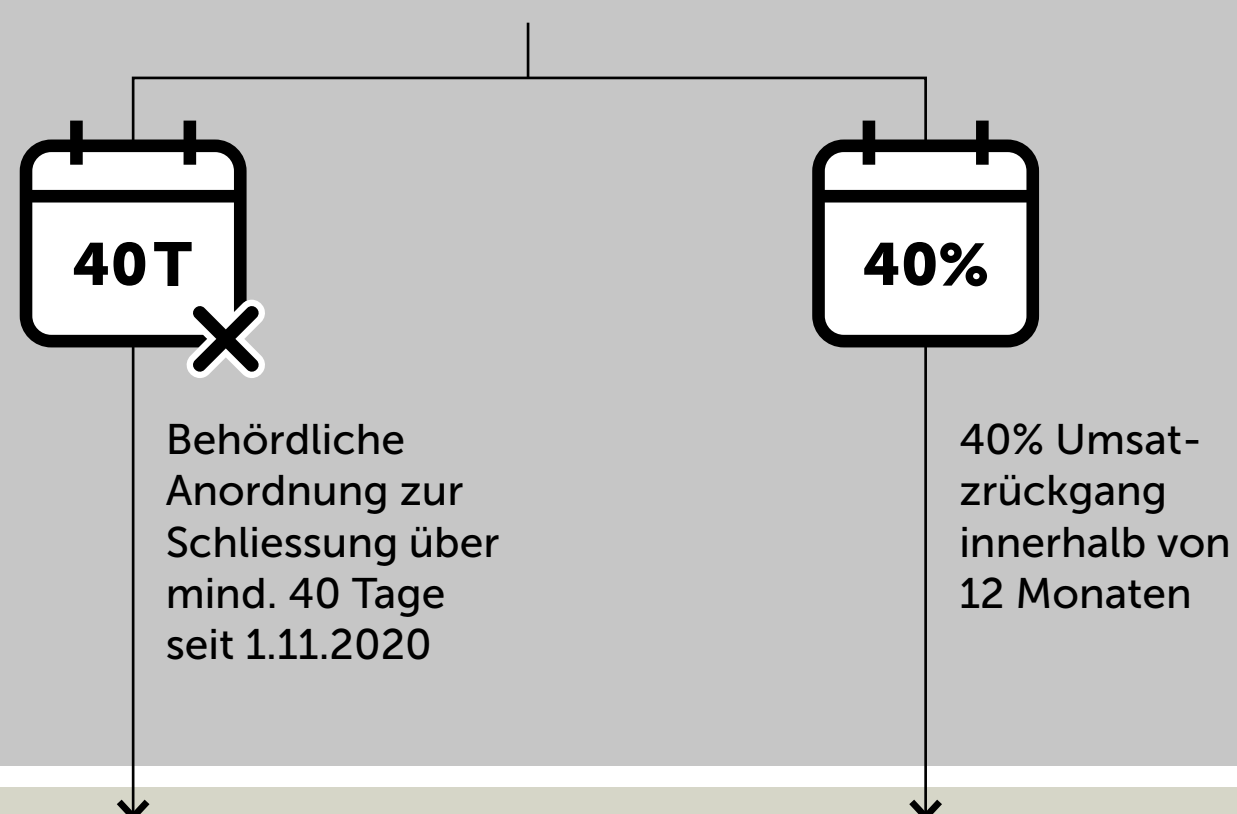 40T
40%
Behördliche
Anordnung zur
Schliessung über
mind. 40 Tage
seit 1.11.2020
40% Umsat-
zrückgang
innerhalb von
12 Monaten